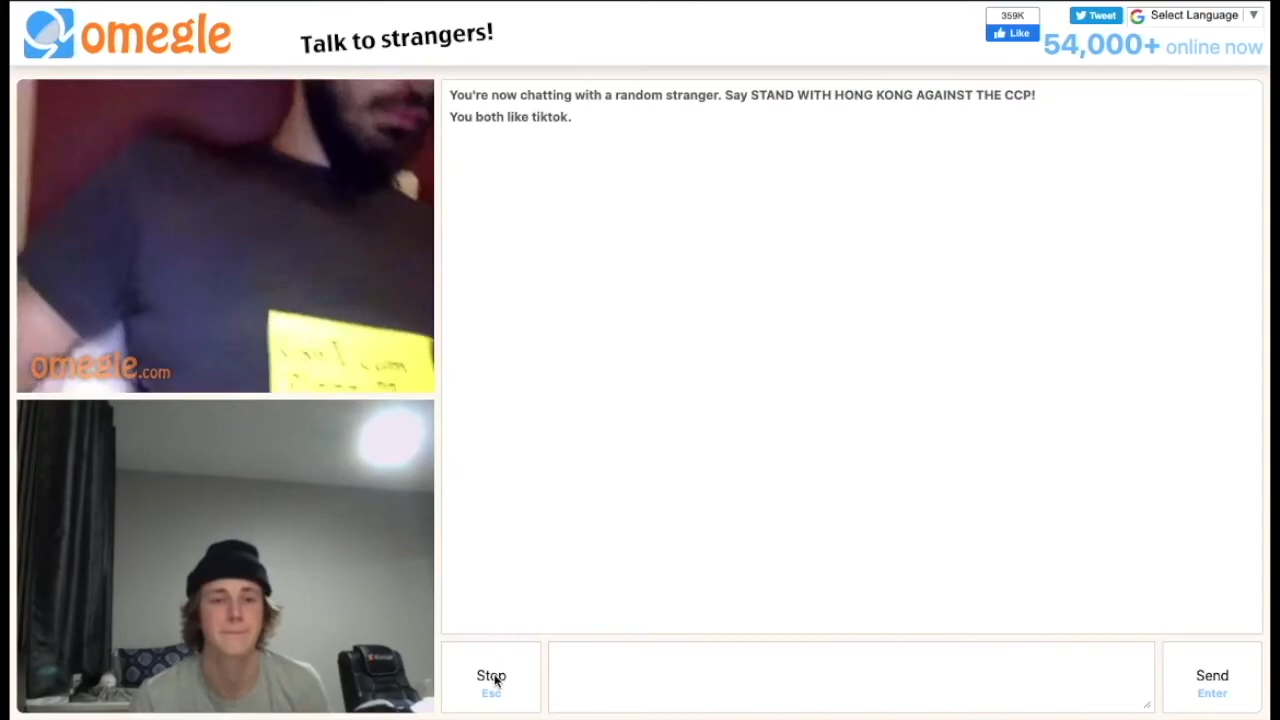 omegle
Talk to strangers!
359K
Like
Tweet
G Select Language ▼
54,000+ online now
You're now chatting with a random stranger. Say STAND WITH HONG KONG AGAINST THE CCP!
You both like tiktok.
omegle.com
Stop
Esc
Send
Enter